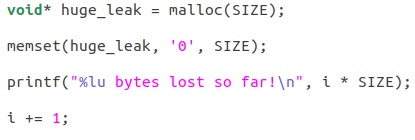 void* huge_leak = malloc(SIZE);
memset(huge_leak, '0', SIZE);
printf("%lu bytes lost so far!\n", i * SIZE);
i += 1;